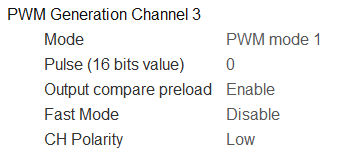 PWM Generation Channel 3
Mode PWM mode 1
Pulse (16 bits value) 0
Output compare preload Enable
Fast Mode Disable
CH Polarity Low